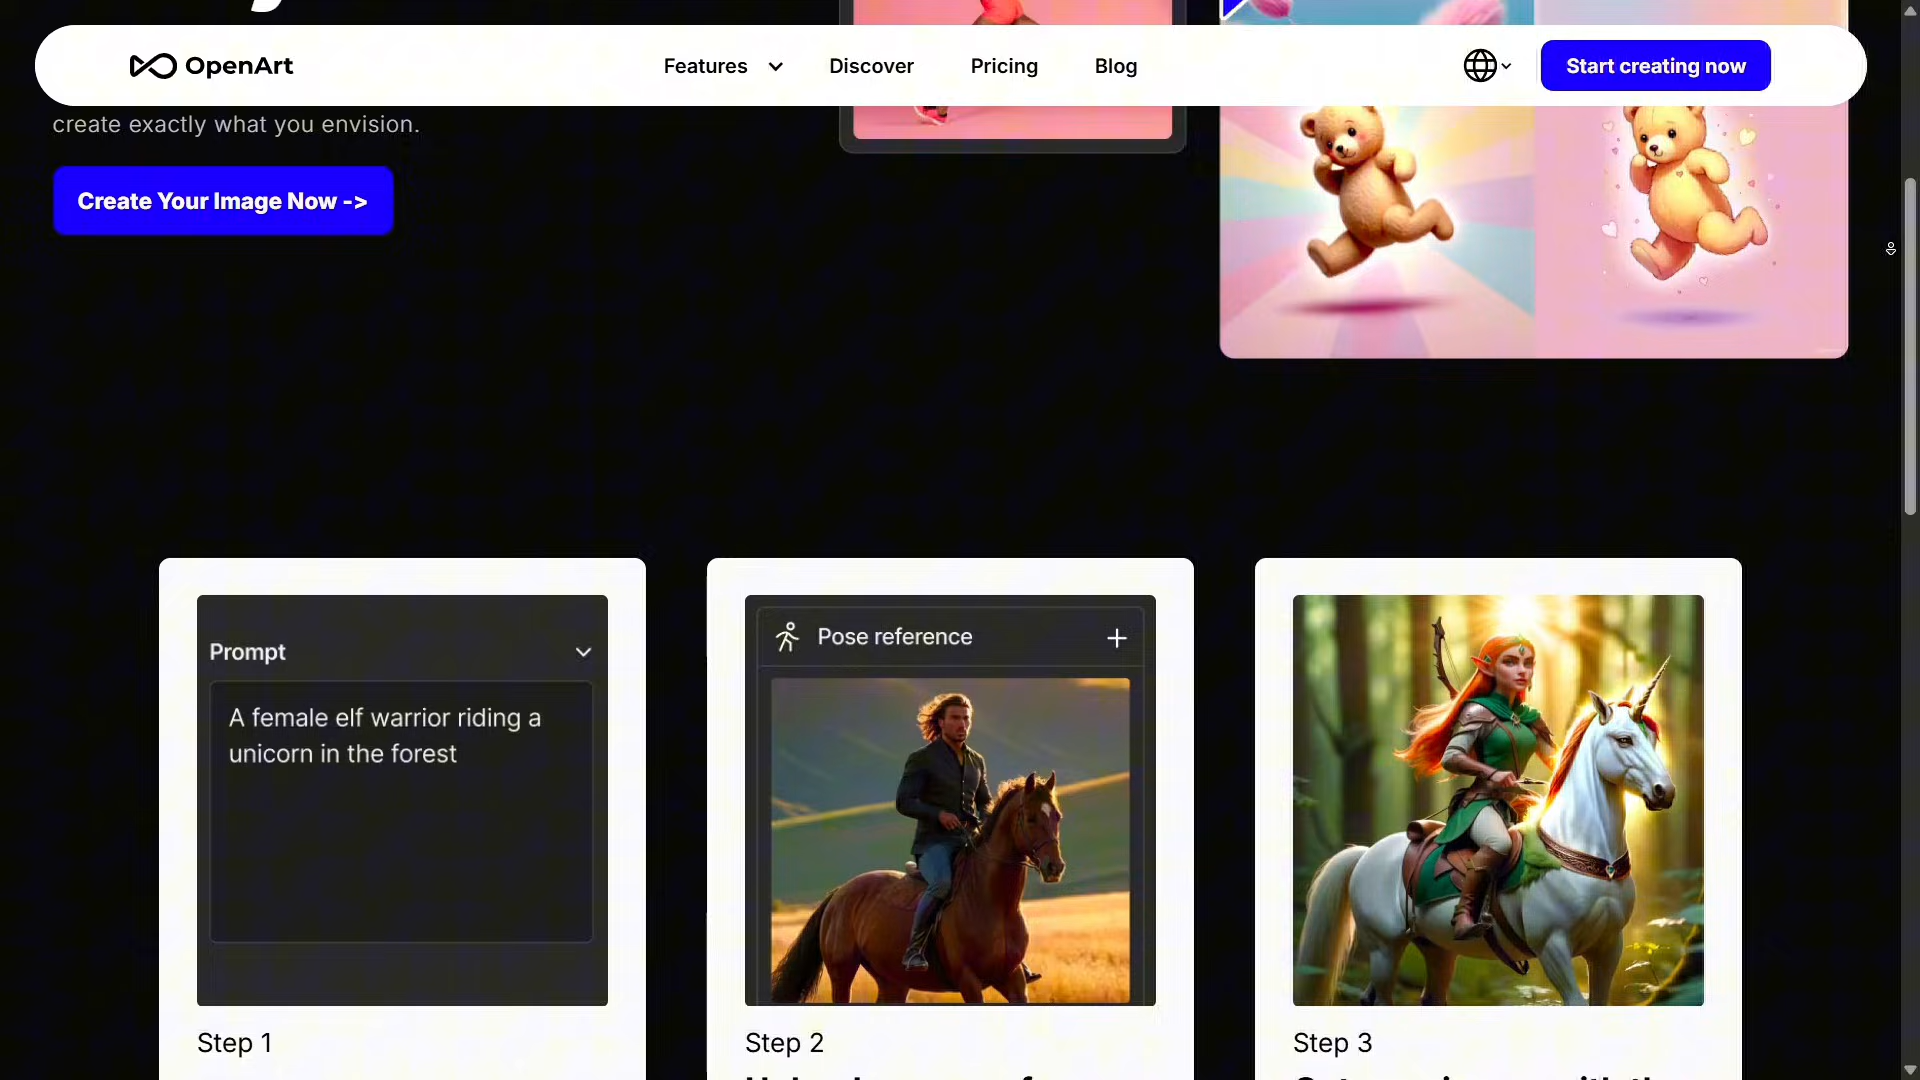 OpenArt
Features
Discover
Pricing
Blog
Start creating now
create exactly what you envision.
Create Your Image Now ->
Prompt
A female elf warrior riding a
unicorn in the forest
Pose reference
Step 1
Step 2
Step 3